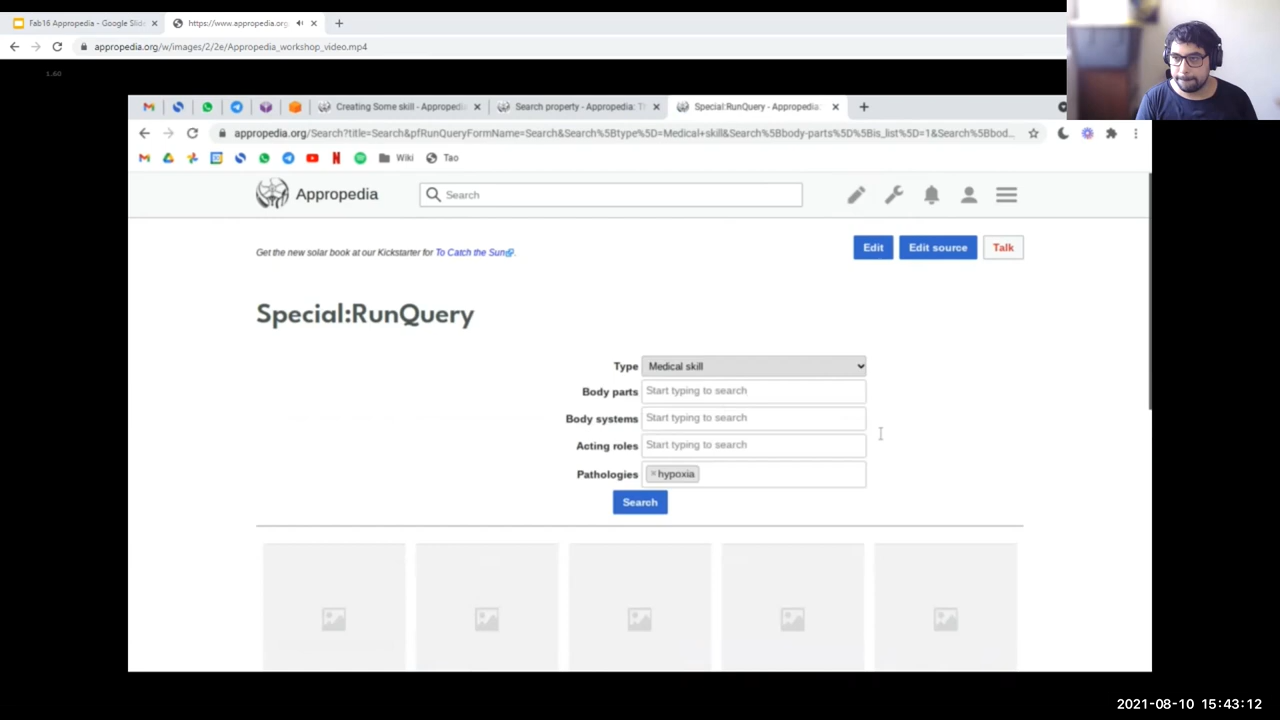 Fab16 Appropedia - Google Slide
https://www.appropedia.org
appropedia.org/w/images/2/2e/Appropedia_workshop_video.mp4
1.60
Creating Some skill - Appropedia
Search property - Appropedia: T
Special:RunQuery - Appropedia:
appropedia.org/Search?title=Search&pfRunQueryFormName=Search&Search%5Btype%5D=Medical+skill&Search%5Bbody-parts%5D%5Bis_list%5D=1&Search%5Bbod...
Wiki
Tao
Appropedia
Search
Get the new solar book at our Kickstarter for To Catch the Sun.
Edit
Edit source
Talk
Special:RunQuery
Type Medical skill
Body parts Start typing to search
Body systems Start typing to search
Acting roles Start typing to search
Pathologies ×hypoxia
Search
2021-08-10 15:43:12